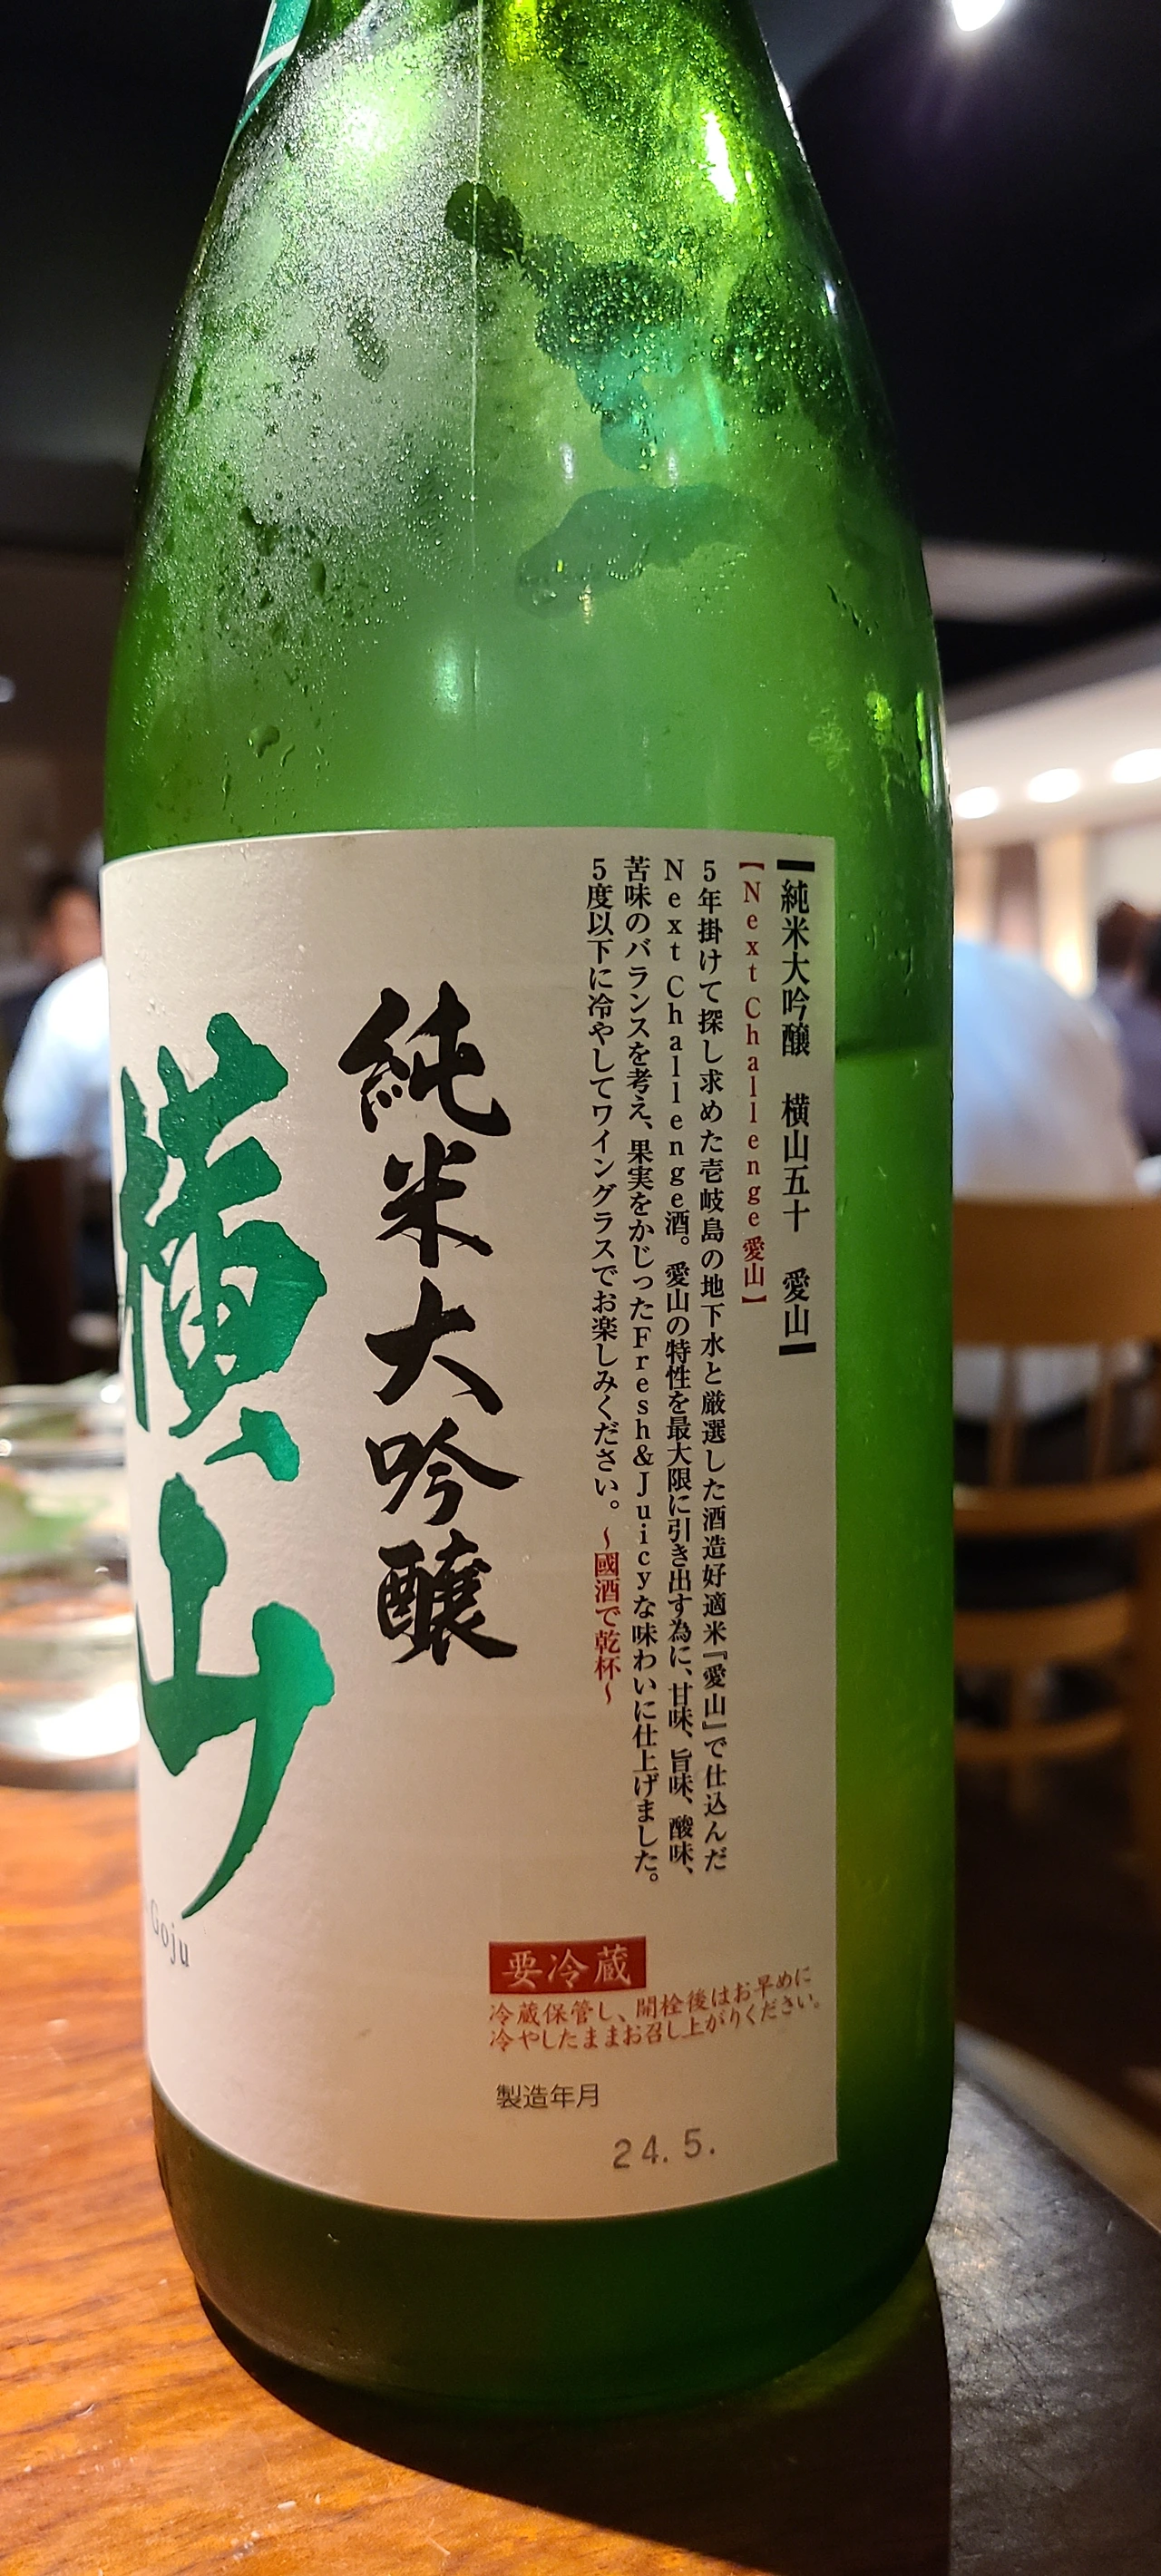 純米大吟醸 横山五十 愛山
【Next Challenge 愛山】
5年掛けて探し求めた壱岐島の地下水と厳選した酒造好適米『愛山』で仕込んだ
Next Challenge酒。愛山の特性を最大限に引き出す為に、甘味、旨味、酸味、
苦味のバランスを考え、果実をかじったFresh&Juicyな味わいに仕上げました。
5度以下に冷やしてワイングラスでお楽しみください。~國酒で乾杯~
純米大吟醸
横山
Goju
要冷蔵
冷蔵保管し、開栓後はお早めに
冷やしたままお召し上がりください。
製造年月
24.5.